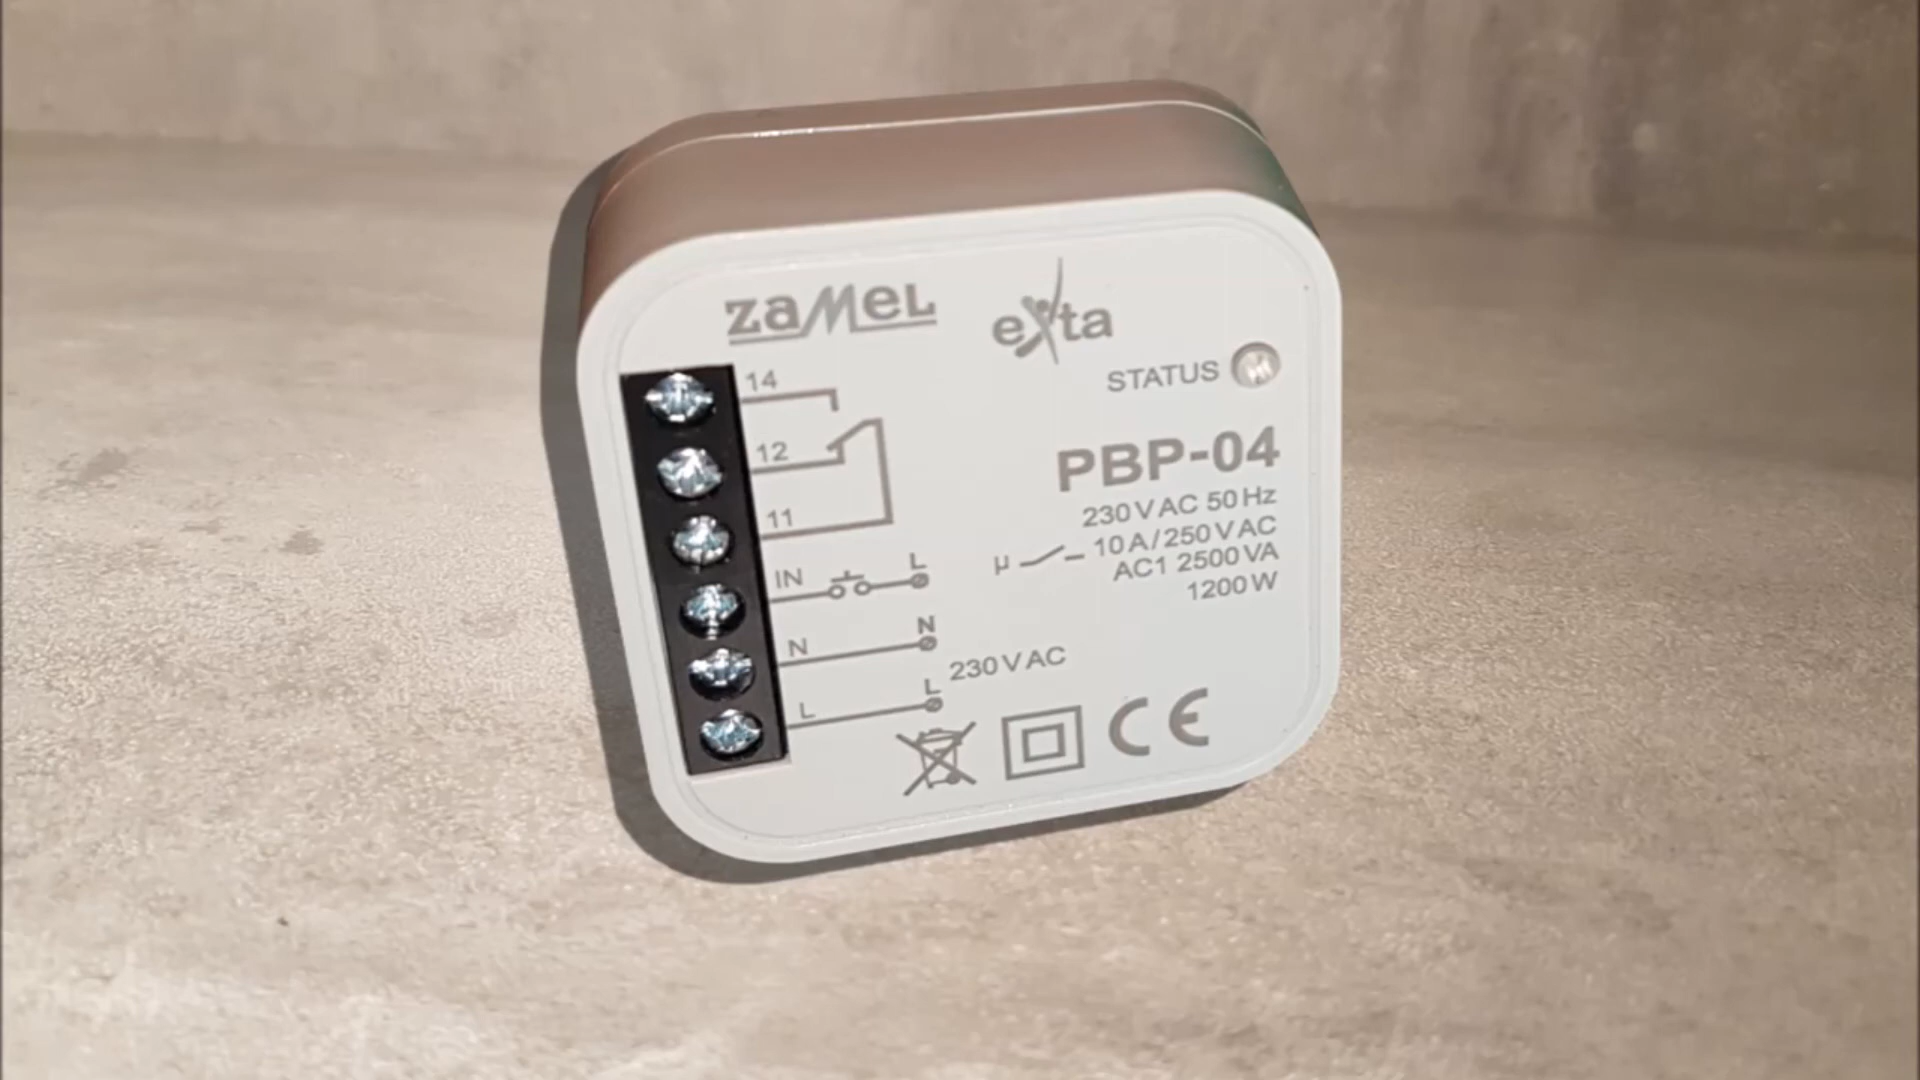 zaMeL
exta
STATUS
14
12
11
IN
L
N
N
L
L
230 V AC
PBP-04
230 V AC 50 Hz
µ 10 A / 250 V AC
AC1 2500 VA
1200 W
CE